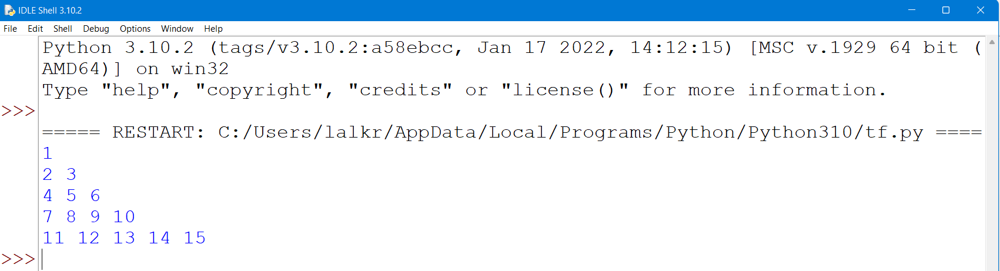 IDLE Shell 3.10.2
File Edit Shell Debug Options Window Help
Python 3.10.2 (tags/v3.10.2:a58ebcc, Jan 17 2022, 14:12:15) [MSC v.1929 64 bit (
AMD64)] on win32
Type "help", "copyright", "credits" or "license()" for more information.
>>>
===== RESTART: C:/Users/lalkr/AppData/Local/Programs/Python/Python310/tf.py ====
1
2 3
4 5 6
7 8 9 10
11 12 13 14 15
>>>